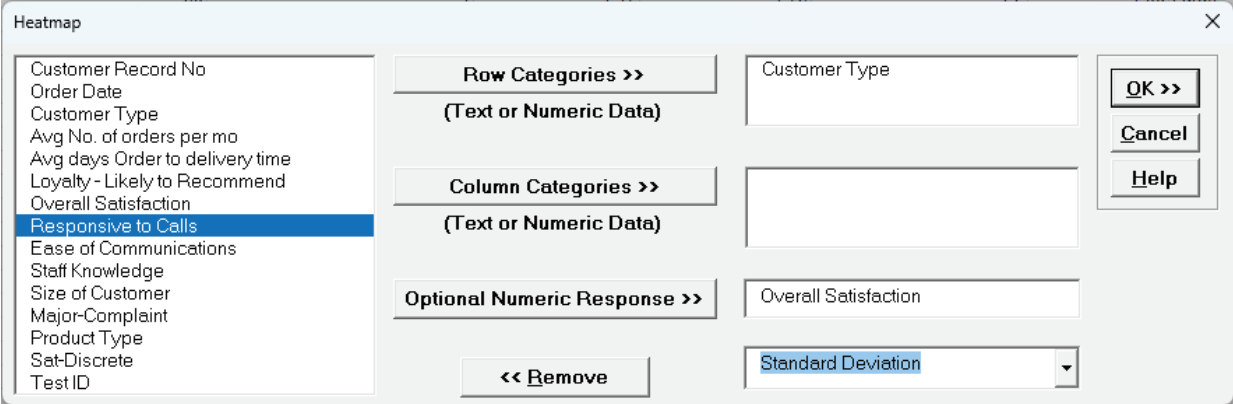 Heatmap
Customer Record No
Order Date
Customer Type
Avg No. of orders per mo
Avg days Order to delivery time
Loyalty - Likely to Recommend
Overall Satisfaction
Responsive to Calls
Ease of Communications
Staff Knowledge
Size of Customer
Major-Complaint
Product Type
Sat-Discrete
Test ID
Row Categories >>
(Text or Numeric Data)
Column Categories >>
(Text or Numeric Data)
Optional Numeric Response >>
<< Remove
Customer Type
Overall Satisfaction
Standard Deviation
OK >>
Cancel
Help